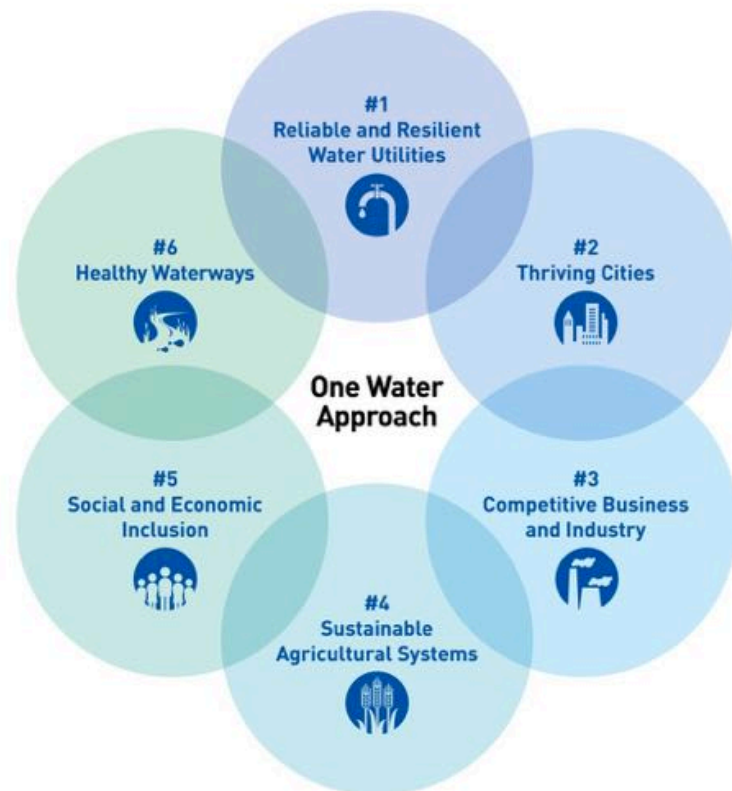 #1
Reliable and Resilient
Water Utilities
#2
Thriving Cities
#3
Competitive Business
and Industry
#4
Sustainable
Agricultural Systems
#5
Social and Economic
Inclusion
#6
Healthy Waterways
One Water
Approach